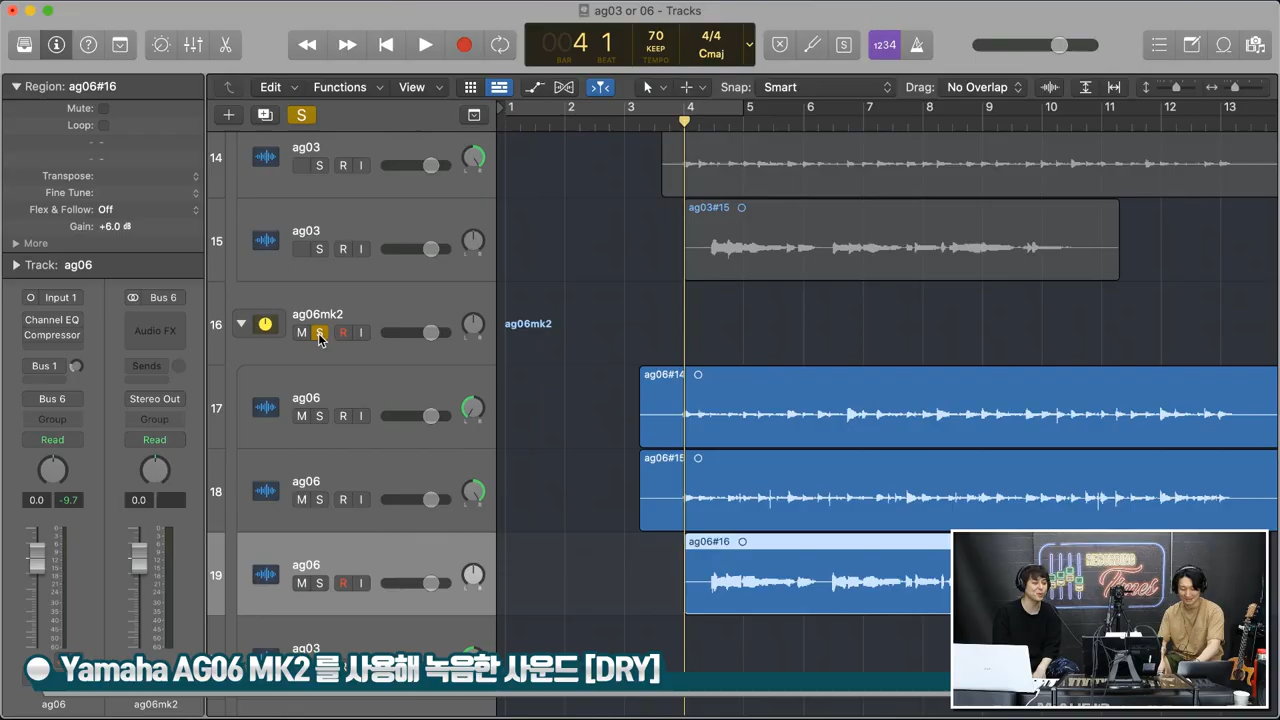 ag03 or 06 - Tracks
004 1
BAR BEAT
70
KEEP
TEMPO
4/4
Cmaj
S
1234
Region: ag06#16
Edit
Functions
View
Snap: Smart
Drag: No Overlap
Mute:
Loop:
Transpose:
Fine Tune:
Flex & Follow: Off
Gain: +6.0 dB
More
Track: ag06
S
1 2 3 4 5 6 7 8 9 10 11 12 13
Input 1
Bus 6
Channel EQ
Compressor
Audio FX
Bus 1
Sends
Bus 6
Stereo Out
Group
Group
Read
Read
0.0 -9.7
0.0
ag06
ag06mk2
14
ag03
S R I
L R
15
ag03
S R I
L R
ag03#15
16
ag06mk2
M S R I
L R
ag06mk2
17
ag06
M S R I
L R
ag06#14
18
ag06
M S R I
L R
ag06#15
19
ag06
M S R I
L R
ag06#16
ag03
RECORDING
Times
Yamaha AG06 MK2 를 사용해 녹음한 사운드 [DRY]